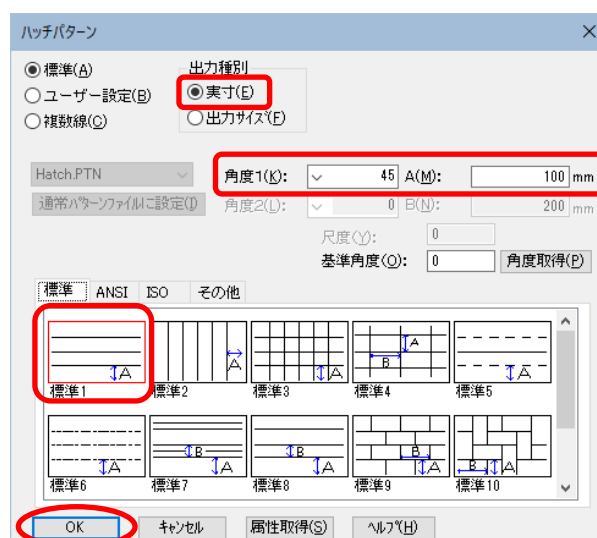 ハッチパターン ×
標準(A) 出力種別
ユーザー設定(B) 実寸(E)
複数線(C) 出力サイズ(F)
Hatch.PTN 角度1(K): 45 A(M): 100 mm
通常パターンファイルに設定(I) 角度2(L): 0 B(N): 200 mm
尺度(Y): 0
基準角度(O): 0 角度取得(P)
標準 ANSI ISO その他
A A A A B A
標準1 標準2 標準3 標準4 標準5
A B A B A B A B A
標準6 標準7 標準8 標準9 標準10
OK キャンセル 属性取得(S) ヘルプ(H)